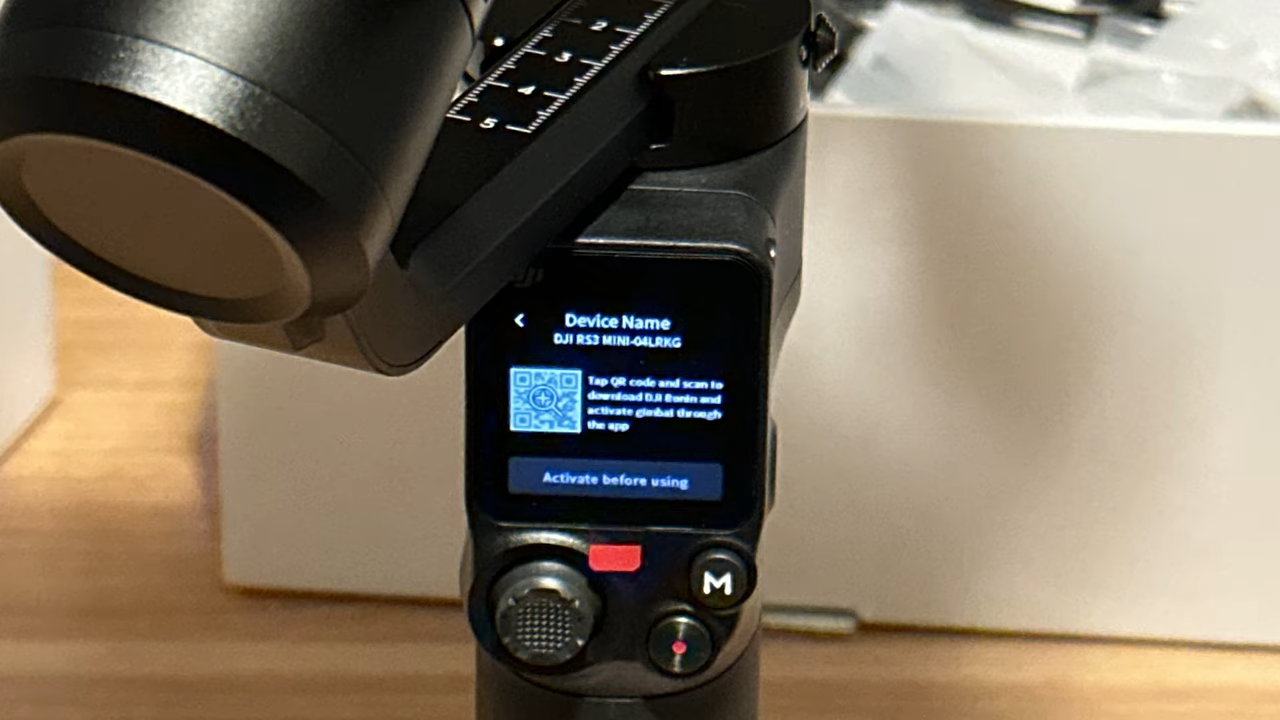 2
3
4
5
dji
Device Name
DJI RS3 MINI-04LRKG
Tap QR code and scan to
download DJI Ronin and
activate gimbal through
the app
Activate before using
M